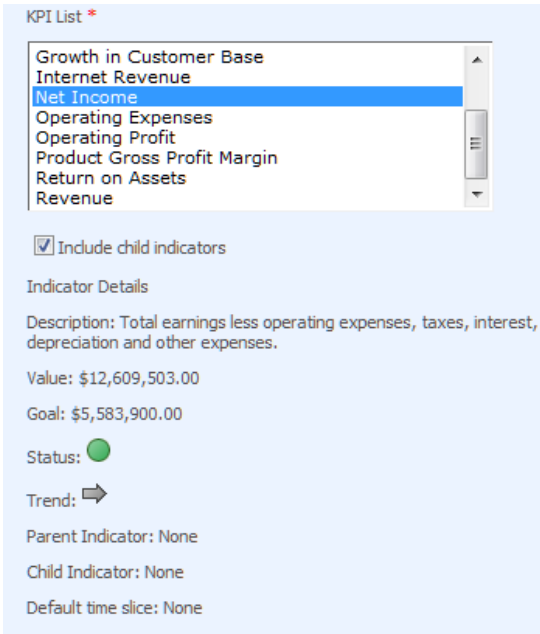 KPI List *
Growth in Customer Base
Internet Revenue
Net Income
Operating Expenses
Operating Profit
Product Gross Profit Margin
Return on Assets
Revenue
Include child indicators
Indicator Details
Description: Total earnings less operating expenses, taxes, interest,
depreciation and other expenses.
Value: $12,609,503.00
Goal: $5,583,900.00
Status:
Trend:
Parent Indicator: None
Child Indicator: None
Default time slice: None